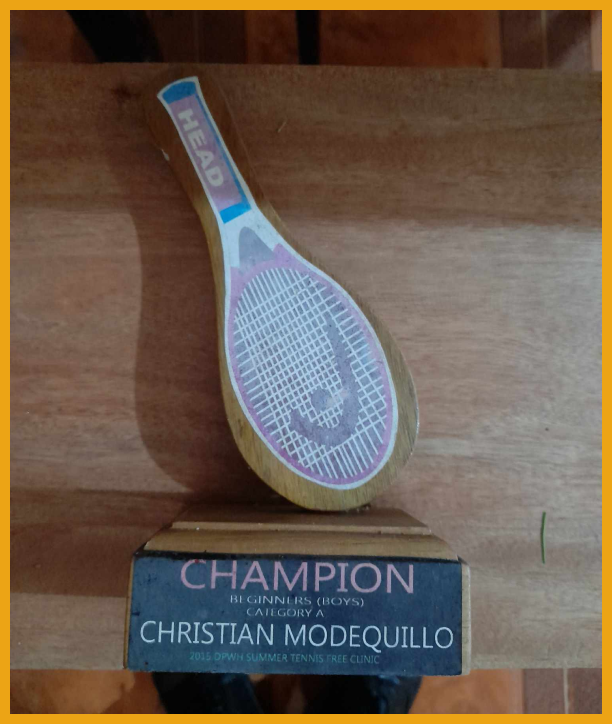 HEAD
CHAMPION
BEGINNERS (BOYS)
CATEGORY A
CHRISTIAN MODEQUILLO
2015 DPWH SUMMER TENNIS FREE CLINIC